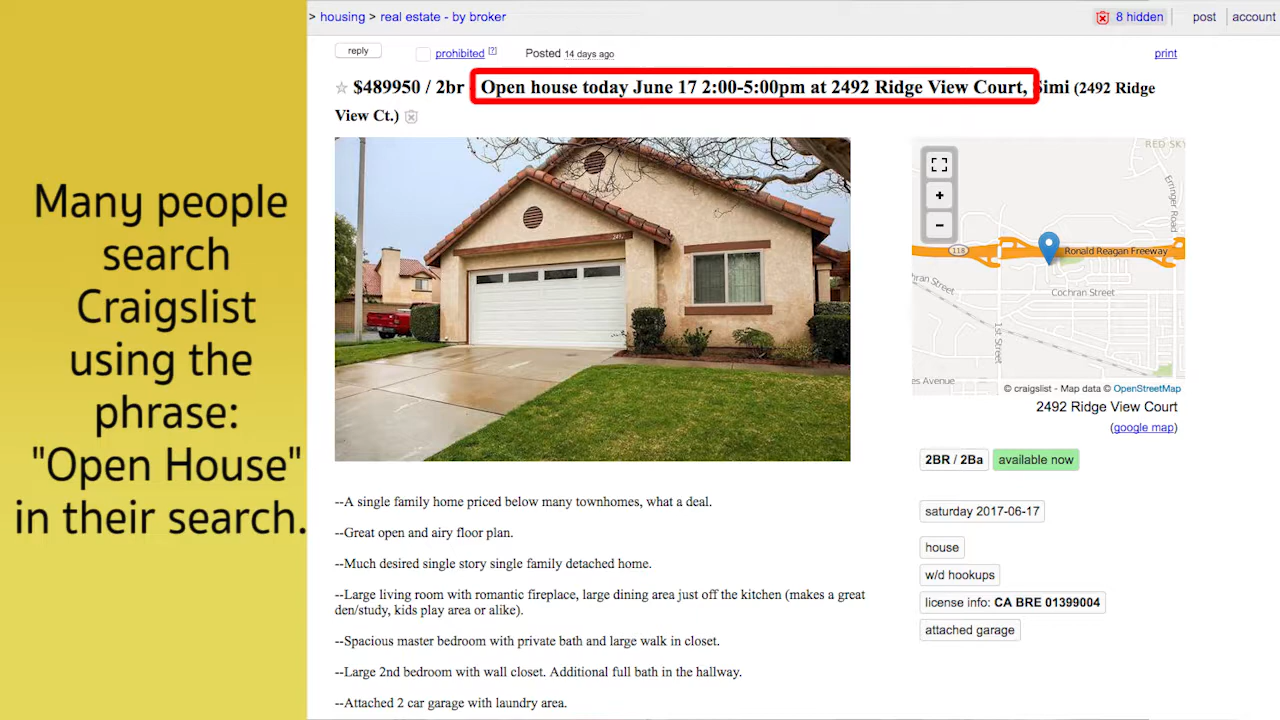 Many people
search
Craigslist
using the
phrase:
"Open House"
in their search.
> housing > real estate - by broker
8 hidden
post
account
reply
prohibited [?]
Posted 14 days ago
print
☆ $489950 / 2br - Open house today June 17 2:00-5:00pm at 2492 Ridge View Court, Simi (2492 Ridge
View Ct.)
RED SKY
Erringer Road
+
-
118
Ronald Reagan Freeway
Cochran Street
1st Street
es Avenue
© craigslist - Map data © OpenStreetMap
2492 Ridge View Court
(google map)
2BR / 2Ba
available now
saturday 2017-06-17
house
w/d hookups
license info: CA BRE 01399004
attached garage
--A single family home priced below many townhomes, what a deal.
--Great open and airy floor plan.
--Much desired single story single family detached home.
--Large living room with romantic fireplace, large dining area just off the kitchen (makes a great
den/study, kids play area or alike).
--Spacious master bedroom with private bath and large walk in closet.
--Large 2nd bedroom with wall closet. Additional full bath in the hallway.
--Attached 2 car garage with laundry area.